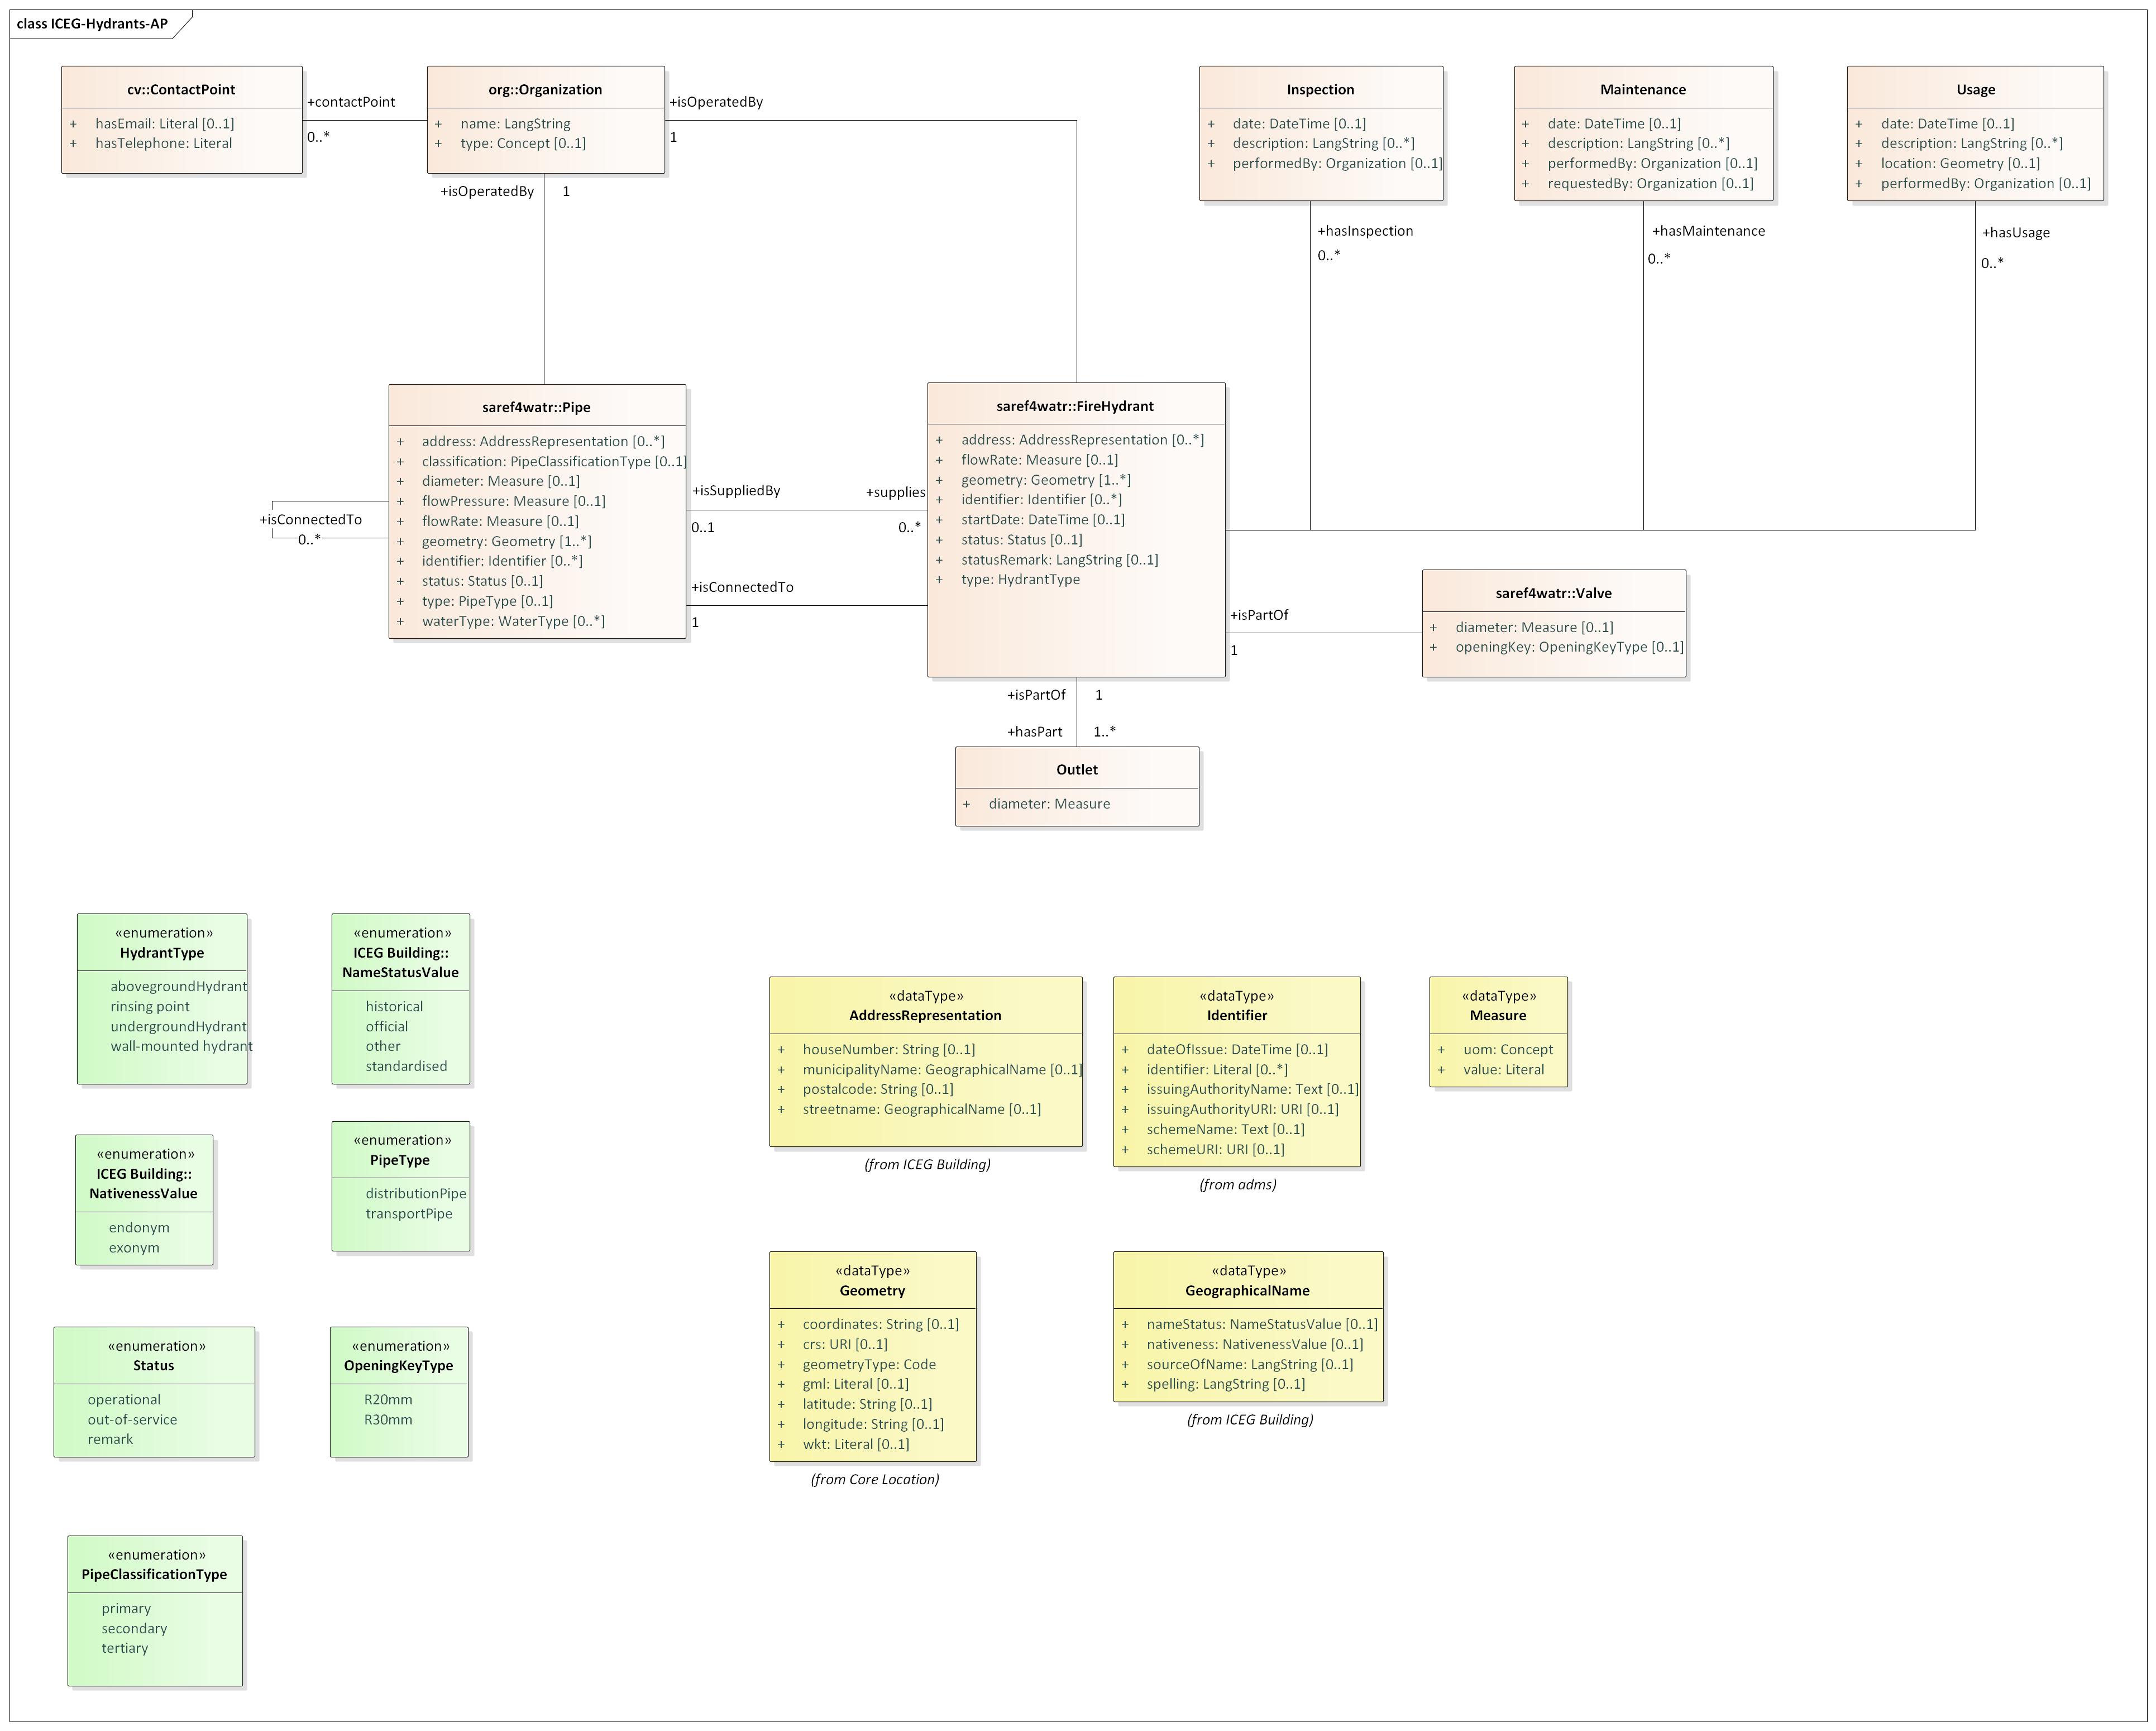 class ICEG-Hydrants-AP
cv::ContactPoint
+ hasEmail: Literal [0..1]
+ hasTelephone: Literal
+contactPoint
0..*
org::Organization
+ name: LangString
+ type: Concept [0..1]
+isOperatedBy
1
+isOperatedBy
1
Inspection
+ date: DateTime [0..1]
+ description: LangString [0..*]
+ performedBy: Organization [0..1]
+hasInspection
0..*
Maintenance
+ date: DateTime [0..1]
+ description: LangString [0..*]
+ performedBy: Organization [0..1]
+ requestedBy: Organization [0..1]
+hasMaintenance
0..*
Usage
+ date: DateTime [0..1]
+ description: LangString [0..*]
+ location: Geometry [0..1]
+ performedBy: Organization [0..1]
+hasUsage
0..*
saref4watr::Pipe
+ address: AddressRepresentation [0..*]
+ classification: PipeClassificationType [0..1]
+ diameter: Measure [0..1]
+ flowPressure: Measure [0..1]
+ flowRate: Measure [0..1]
+ geometry: Geometry [1..*]
+ identifier: Identifier [0..*]
+ status: Status [0..1]
+ type: PipeType [0..1]
+ waterType: WaterType [0..*]
+isConnectedTo
0..*
+isSuppliedBy
0..1
+supplies
0..*
+isConnectedTo
1
saref4watr::FireHydrant
+ address: AddressRepresentation [0..*]
+ flowRate: Measure [0..1]
+ geometry: Geometry [1..*]
+ identifier: Identifier [0..*]
+ startDate: DateTime [0..1]
+ status: Status [0..1]
+ statusRemark: LangString [0..1]
+ type: HydrantType
+isPartOf
1
saref4watr::Valve
+ diameter: Measure [0..1]
+ openingKey: OpeningKeyType [0..1]
+isPartOf 1
+hasPart 1..*
Outlet
+ diameter: Measure
«enumeration»
HydrantType
abovegroundHydrant
rinsing point
undergroundHydrant
wall-mounted hydrant
«enumeration»
ICEG Building::
NameStatusValue
historical
official
other
standardised
«enumeration»
ICEG Building::
NativenessValue
endonym
exonym
«enumeration»
PipeType
distributionPipe
transportPipe
«enumeration»
Status
operational
out-of-service
remark
«enumeration»
OpeningKeyType
R20mm
R30mm
«enumeration»
PipeClassificationType
primary
secondary
tertiary
«dataType»
AddressRepresentation
+ houseNumber: String [0..1]
+ municipalityName: GeographicalName [0..1]
+ postalcode: String [0..1]
+ streetname: GeographicalName [0..1]
(from ICEG Building)
«dataType»
Identifier
+ dateOfIssue: DateTime [0..1]
+ identifier: Literal [0..*]
+ issuingAuthorityName: Text [0..1]
+ issuingAuthorityURI: URI [0..1]
+ schemeName: Text [0..1]
+ schemeURI: URI [0..1]
(from adms)
«dataType»
Measure
+ uom: Concept
+ value: Literal
«dataType»
Geometry
+ coordinates: String [0..1]
+ crs: URI [0..1]
+ geometryType: Code
+ gml: Literal [0..1]
+ latitude: String [0..1]
+ longitude: String [0..1]
+ wkt: Literal [0..1]
(from Core Location)
«dataType»
GeographicalName
+ nameStatus: NameStatusValue [0..1]
+ nativeness: NativenessValue [0..1]
+ sourceOfName: LangString [0..1]
+ spelling: LangString [0..1]
(from ICEG Building)